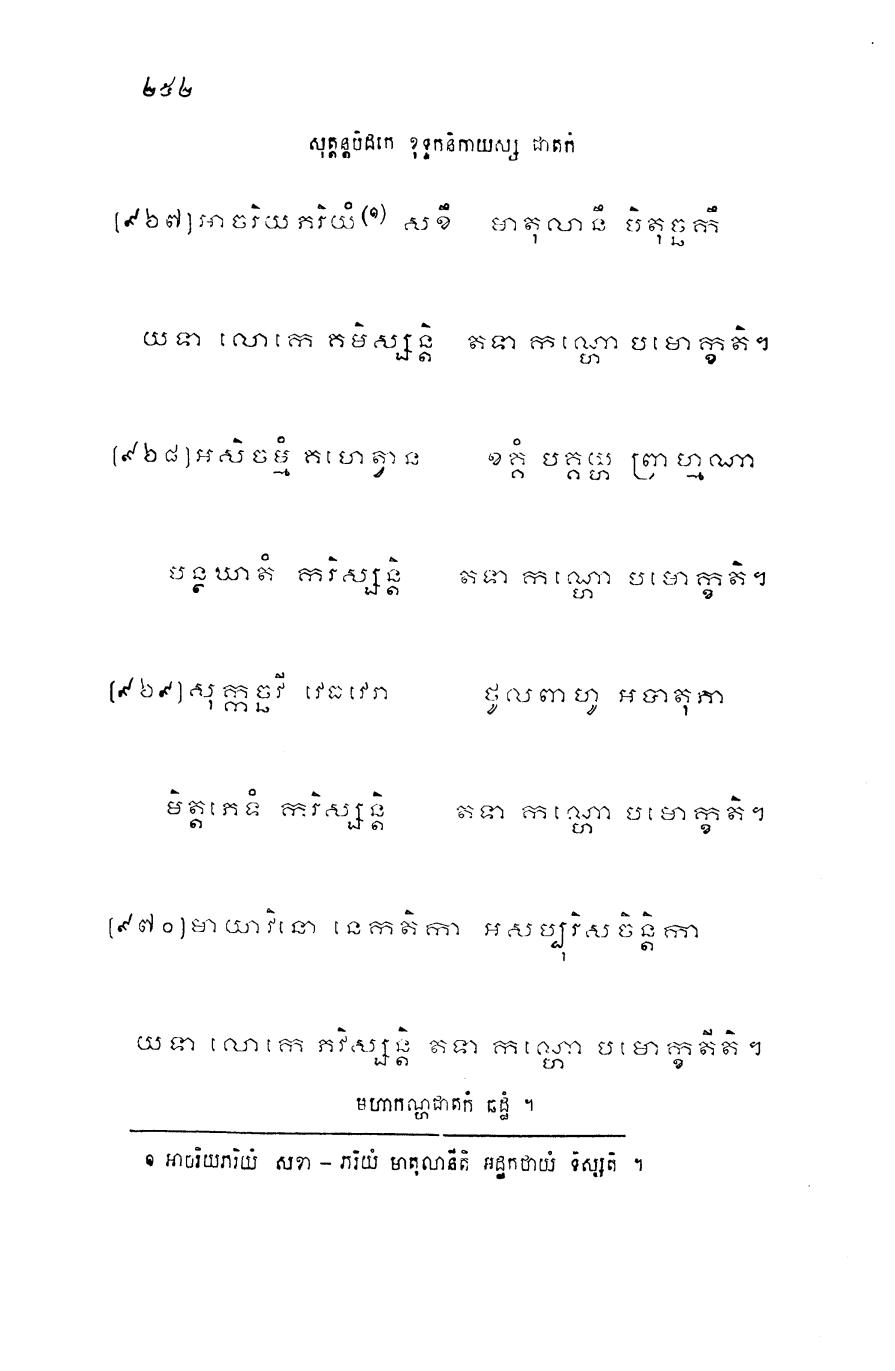 ២៥២
សុត្តន្តបិដកេ ខុទ្ទកនិកាយស្ស ជាតកំ
[៩៦៧] អាចរិយភរិយំ(១) សខឹ មាតុលានឹ បិតុច្ឆកឹ
យទា លោកេ គមិស្សន្តិ តទា កណ្ហោ បមោក្ខតិ។
[៩៦៨] អសិចម្មំ គហេត្វាន ខគ្គំ បគ្គយ្ហ ព្រាហ្មណា
បន្ថឃាតំ ករិស្សន្តិ តទា កណ្ហោ បមោក្ខតិ។
[៩៦៩] សុក្កច្ឆវី វេធវេរា ថូលពាហូ អបាតុភា
មិត្តភេទំ ករិស្សន្តិ តទា កណ្ហោ បមោក្ខតិ។
[៩៧០] មាយាវិនោ នេកតិកា អសប្បុរិសចិន្តិកា
យទា លោកេ ភវិស្សន្តិ តទា កណ្ហោ បមោក្ខតីតិ។
មហាកណ្ហជាតកំ ឆដ្ឋំ ។
១ អាចរិយភរិយំ សខា – ភរិយំ មាតុលានីតិ អដ្ឋកថាយំ ទិស្សតិ ។